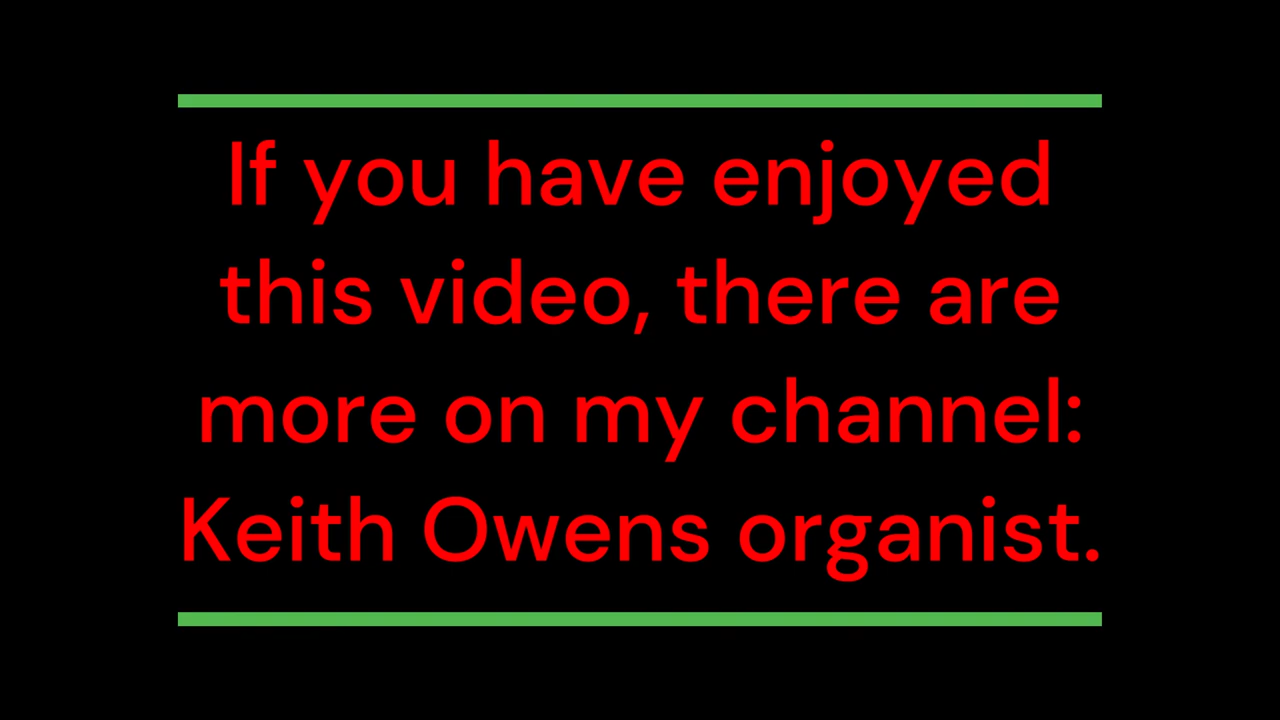 If you have enjoyed
this video, there are
more on my channel:
Keith Owens organist.